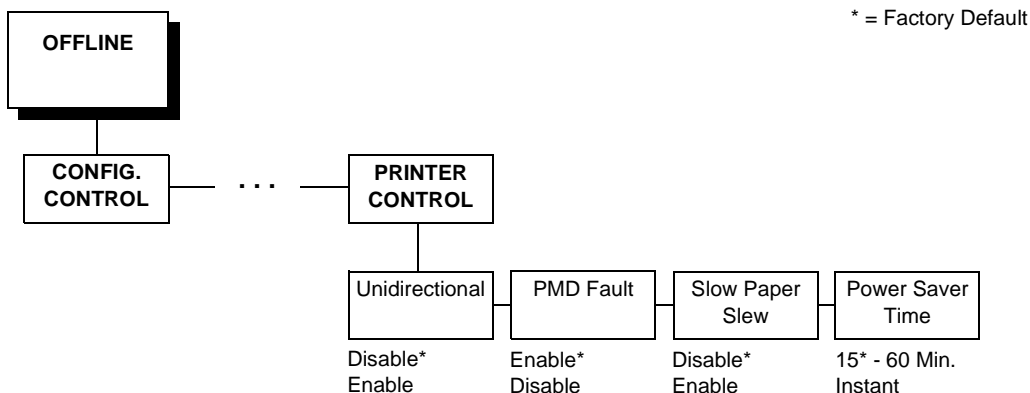 * = Factory Default
OFFLINE
CONFIG.
CONTROL
. . .
PRINTER
CONTROL
Unidirectional
PMD Fault
Slow Paper
Slew
Power Saver
Time
Disable*
Enable
Enable*
Disable
Disable*
Enable
15* - 60 Min.
Instant